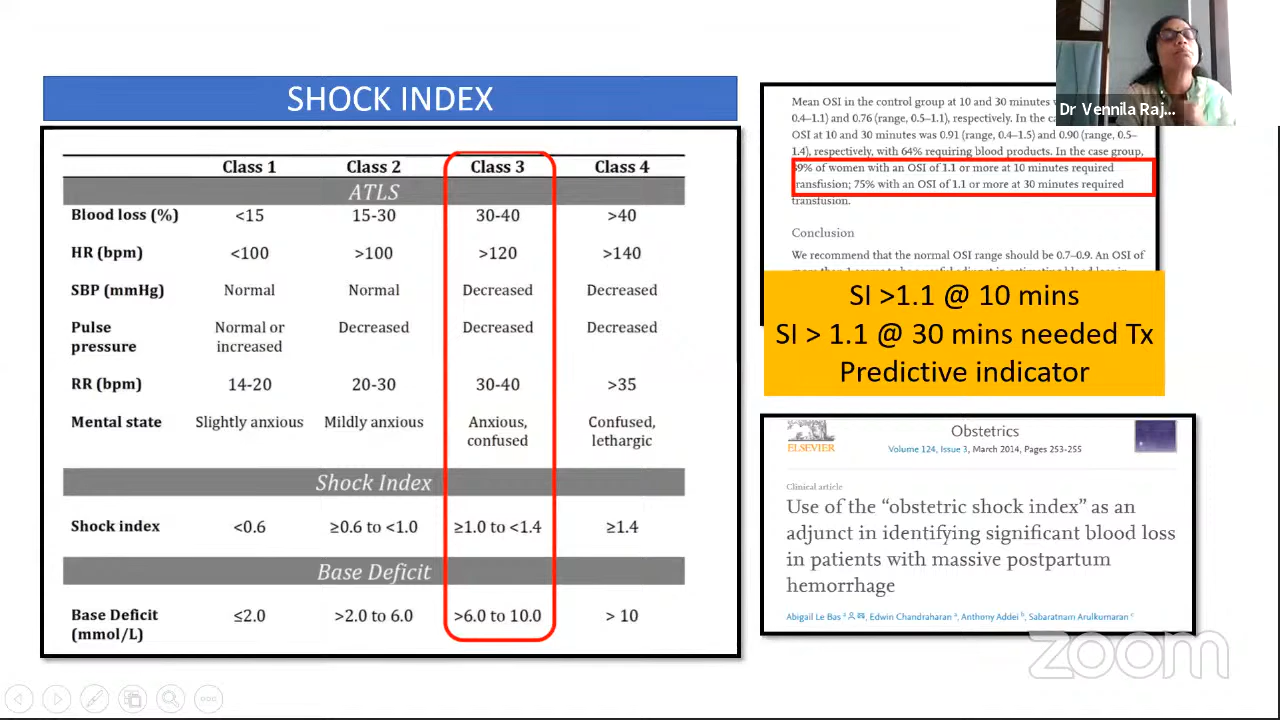 SHOCK INDEX
Class 1 Class 2 Class 3 Class 4
ATLS
Blood loss (%) <15 15-30 30-40 >40
HR (bpm) <100 >100 >120 >140
SBP (mmHg) Normal Normal Decreased Decreased
Pulse pressure Normal or increased Decreased Decreased Decreased
RR (bpm) 14-20 20-30 30-40 >35
Mental state Slightly anxious Mildly anxious Anxious, confused Confused, lethargic
Shock Index
Shock index <0.6 ≥0.6 to <1.0 ≥1.0 to <1.4 ≥1.4
Base Deficit
Base Deficit (mmol/L) ≤2.0 >2.0 to 6.0 >6.0 to 10.0 > 10
Dr Vennila Raj...
Mean OSI in the control group at 10 and 30 minutes
0.4–1.1) and 0.76 (range, 0.5–1.1), respectively. In the
OSI at 10 and 30 minutes was 0.91 (range, 0.4–1.5) and 0.90 (range, 0.5–
1.4), respectively, with 64% requiring blood products. In the case group,
9% of women with an OSI of 1.1 or more at 10 minutes required
ransfusion; 75% with an OSI of 1.1 or more at 30 minutes required
transfusion.
Conclusion
We recommend that the normal OSI range should be 0.7–0.9. An OSI of
SI >1.1 @ 10 mins
SI > 1.1 @ 30 mins needed Tx
Predictive indicator
ELSEVIER
Obstetrics
Volume 124, Issue 3, March 2014, Pages 253-255
Clinical article
Use of the “obstetric shock index” as an
adjunct in identifying significant blood loss
in patients with massive postpartum
hemorrhage
Abigail Le Bas a, Edwin Chandraharan a, Anthony Addei b, Sabaratnam Arulkumaran c
zoom